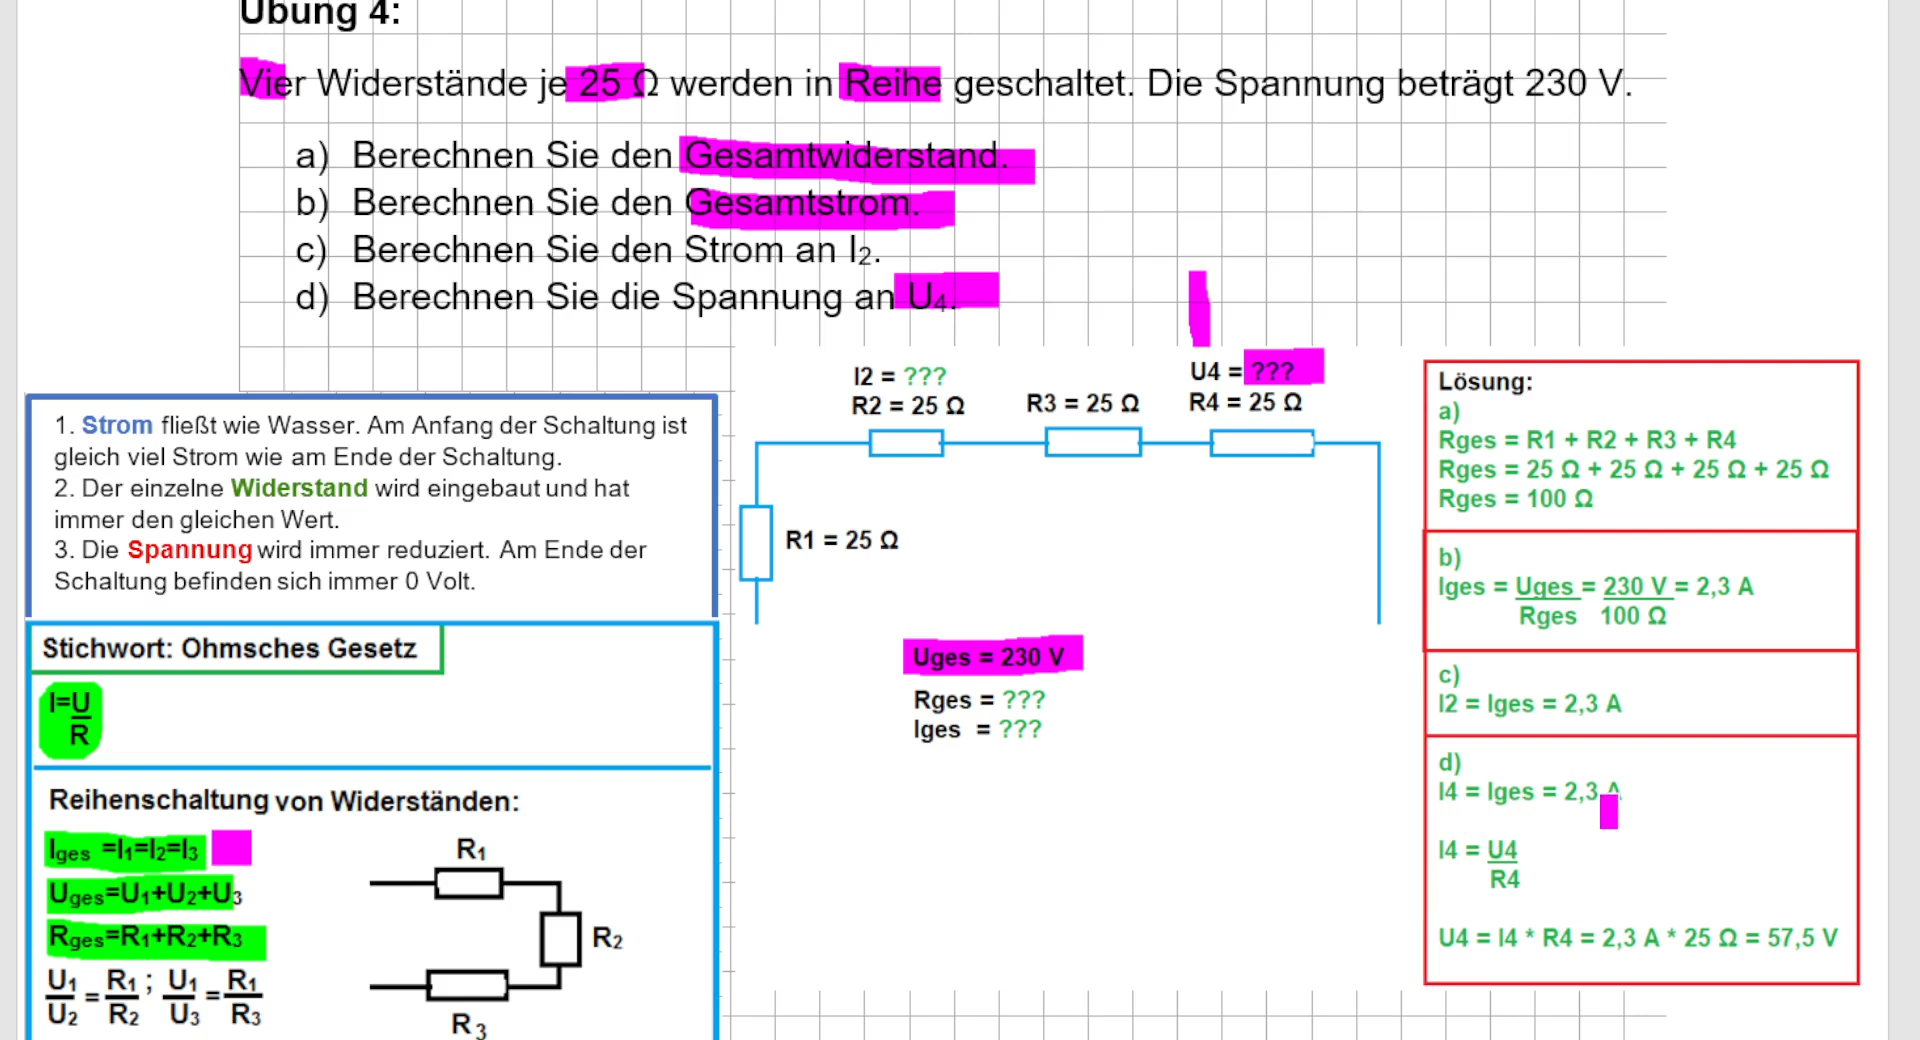 Übung 4:
Vier Widerstände je 25 Ω werden in Reihe geschaltet. Die Spannung beträgt 230 V.
a) Berechnen Sie den Gesamtwiderstand.
b) Berechnen Sie den Gesamtstrom.
c) Berechnen Sie den Strom an I₂.
d) Berechnen Sie die Spannung an U₄.
1. Strom fließt wie Wasser. Am Anfang der Schaltung ist
gleich viel Strom wie am Ende der Schaltung.
2. Der einzelne Widerstand wird eingebaut und hat
immer den gleichen Wert.
3. Die Spannung wird immer reduziert. Am Ende der
Schaltung befinden sich immer 0 Volt.
Stichwort: Ohmsches Gesetz
I=U
R
Reihenschaltung von Widerständen:
Iges =I₁=I₂=I₃
Uges=U₁+U₂+U₃
Rges=R₁+R₂+R₃
U₁ = R₁ ; U₁ = R₁
U₂ R₂ U₃ R₃
R₁
R₂
R₃
I2 = ???
R2 = 25 Ω
R3 = 25 Ω
U4 = ???
R4 = 25 Ω
R1 = 25 Ω
Uges = 230 V
Rges = ???
Iges = ???
Lösung:
a)
Rges = R1 + R2 + R3 + R4
Rges = 25 Ω + 25 Ω + 25 Ω + 25 Ω
Rges = 100 Ω
b)
Iges = Uges = 230 V = 2,3 A
Rges 100 Ω
c)
I2 = Iges = 2,3 A
d)
I4 = Iges = 2,3 A
I4 = U4
R4
U4 = I4 * R4 = 2,3 A * 25 Ω = 57,5 V